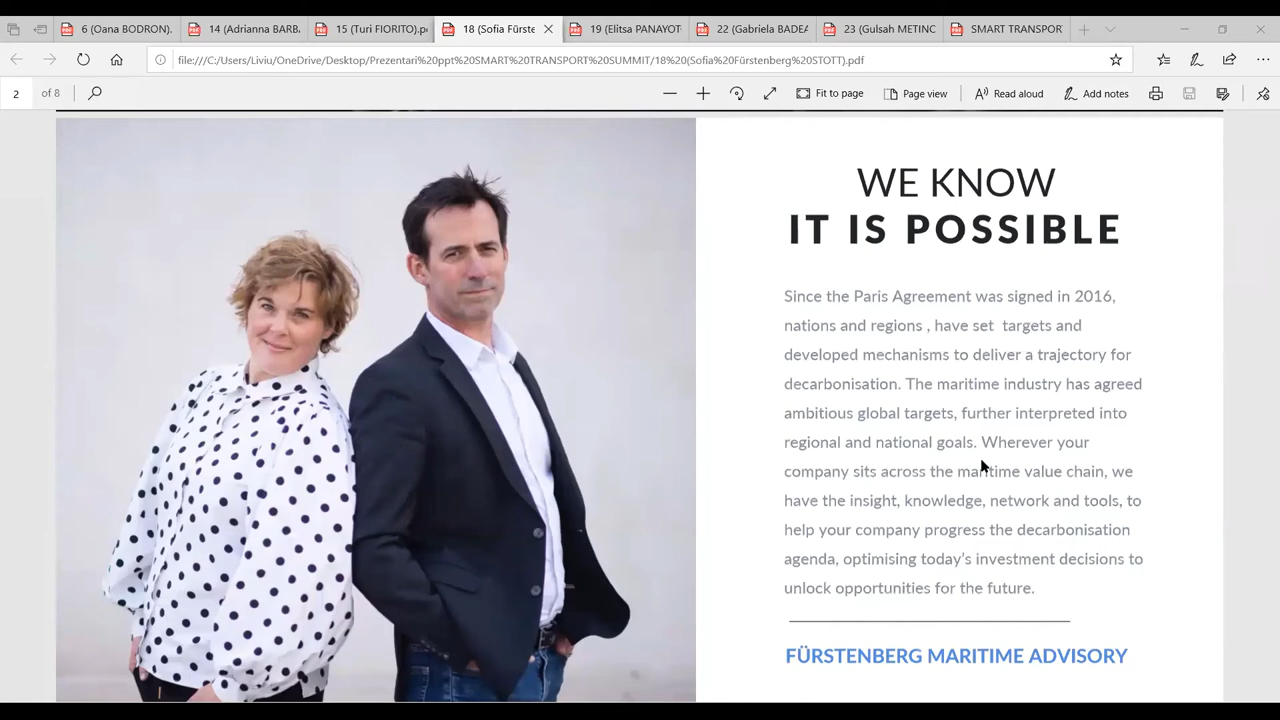 6 (Oana BODRON).
14 (Adrianna BARB.
15 (Turi FIORITO).p
18 (Sofia Fürste
19 (Elitsa PANAYOT
22 (Gabriela BADEA
23 (Gulsah METINC
SMART TRANSPOR
file:///C:/Users/Liviu/OneDrive/Desktop/Prezentari%20ppt%20SMART%20TRANSPORT%20SUMMIT/18%20(Sofia%20Fürstenberg%20STOTT).pdf
2 of 8
Fit to page
Page view
Read aloud
Add notes
WE KNOW
IT IS POSSIBLE
Since the Paris Agreement was signed in 2016,
nations and regions , have set targets and
developed mechanisms to deliver a trajectory for
decarbonisation. The maritime industry has agreed
ambitious global targets, further interpreted into
regional and national goals. Wherever your
company sits across the maritime value chain, we
have the insight, knowledge, network and tools, to
help your company progress the decarbonisation
agenda, optimising today's investment decisions to
unlock opportunities for the future.
FÜRSTENBERG MARITIME ADVISORY